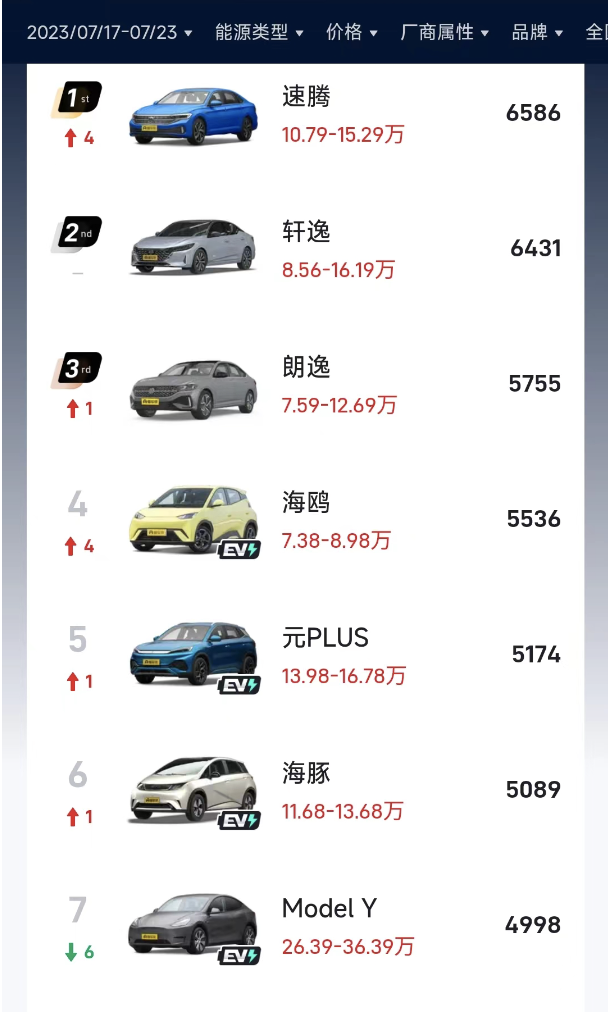 2023/07/17-07/23 能源类型 价格 厂商属性 品牌 全
1st
速腾
6586
4
10.79-15.29万
2nd
轩逸
6431
–
8.56-16.19万
3rd
朗逸
5755
1
7.59-12.69万
4
海鸥
5536
4
EV
7.38-8.98万
5
元PLUS
5174
1
EV
13.98-16.78万
6
海豚
5089
1
EV
11.68-13.68万
7
Model Y
4998
6
EV
26.39-36.39万